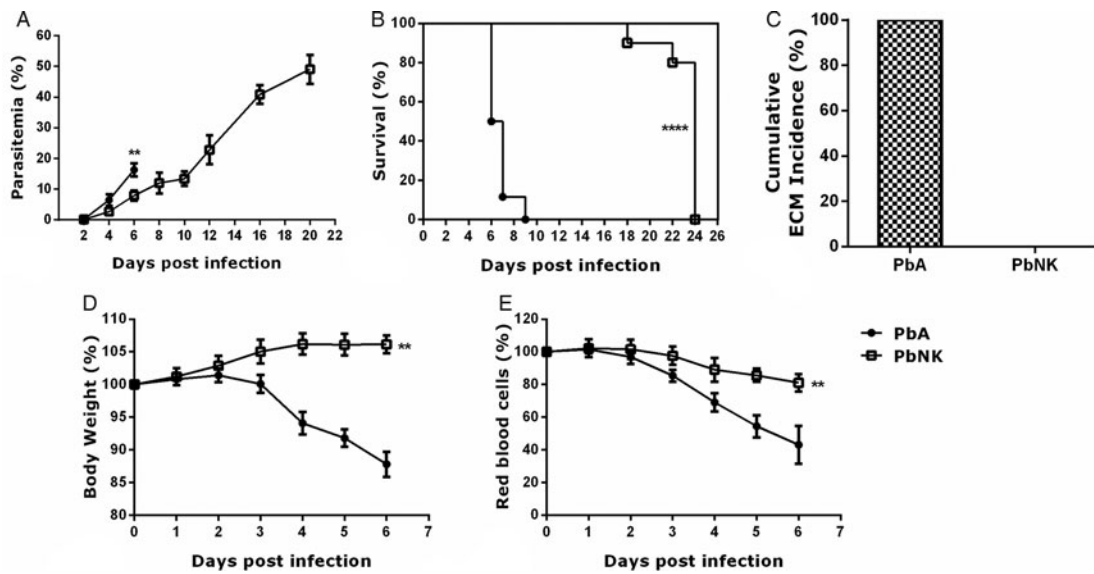 A
Parasitemia (%)
60
50
40
30
20
10
0
**
2 4 6 8 10 12 14 16 18 20 22
Days post infection
B
Survival (%)
100
80
60
40
20
0
****
0 2 4 6 8 10 12 14 16 18 20 22 24 26
Days post infection
C
Cumulative
ECM Incidence (%)
100
80
60
40
20
0
PbA PbNK
D
Body Weight (%)
110
105
100
95
90
85
80
**
0 1 2 3 4 5 6 7
Days post infection
E
Red blood cells (%)
120
100
80
60
40
20
0
**
0 1 2 3 4 5 6 7
Days post infection
PbA
PbNK